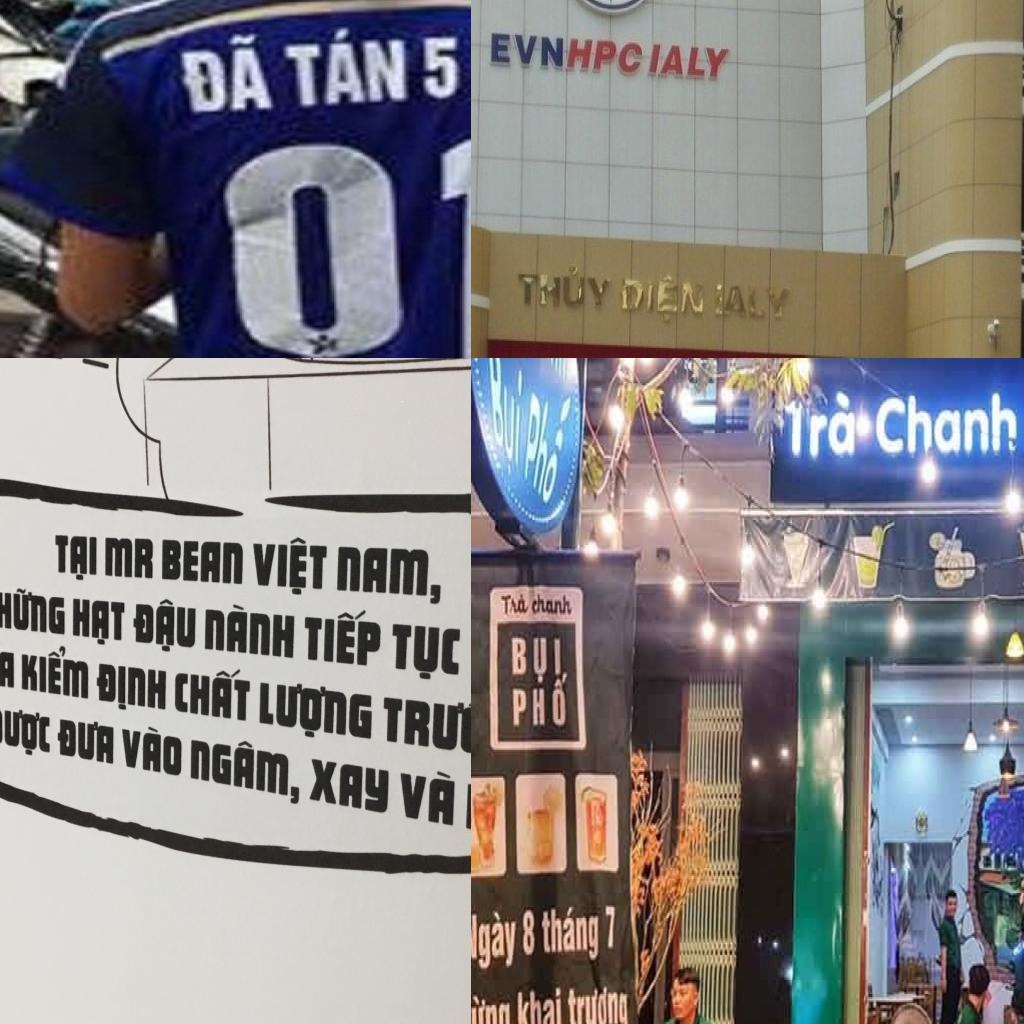 ĐÃ TÁN 5
0
EVNHPC IALY
THỦY ĐIỆN IALY
TẠI MR BEAN VIỆT NAM,
HẠT ĐẬU NÀNH TIẾP TỤC
KIỂM ĐỊNH CHẤT LƯỢNG
ĐƯA VÀO NGÂM, XAY VÀ
Bụi Phố
Trà Chanh
Trà chanh
BỤI
PHỐ
8 tháng 7
khai trương